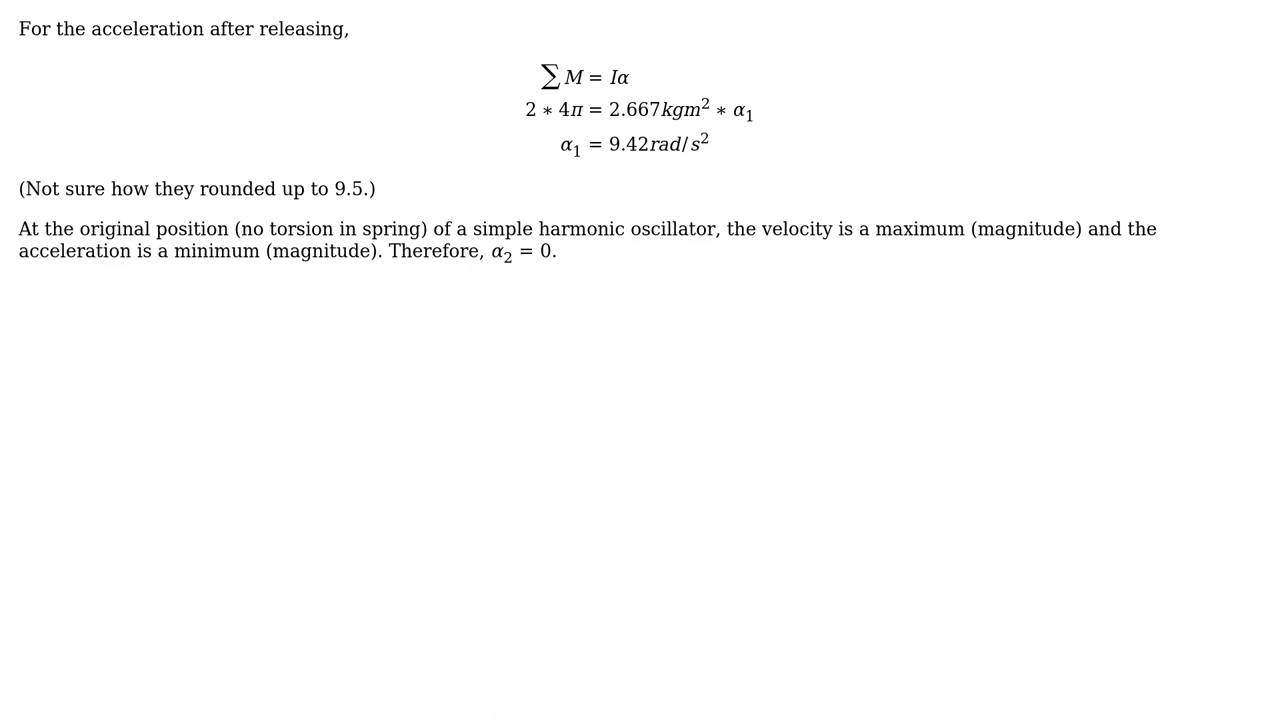 For the acceleration after releasing,
∑ M = Iα
2 ∗ 4π = 2.667kgm² ∗ α₁
α₁ = 9.42rad/s²
(Not sure how they rounded up to 9.5.)
At the original position (no torsion in spring) of a simple harmonic oscillator, the velocity is a maximum (magnitude) and the
acceleration is a minimum (magnitude). Therefore, α₂ = 0.